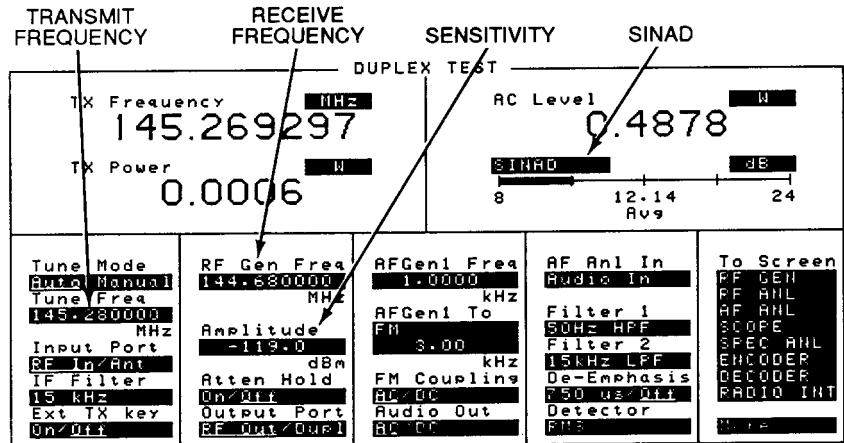 TRANSMIT FREQUENCY
RECEIVE FREQUENCY
SENSITIVITY
SINAD
DUPLEX TEST
TX Frequency MHz
145.269297
TX Power W
0.0006
AC Level W
0.4878
SINAD dB
8 12.14 24
Avg
Tune Mode
Auto/Manual
Tune Freq
145.280000
MHz
Input Port
RF In/Ant
IF Filter
15 kHz
Ext TX key
On/Off
RF Gen Freq
144.680000
MHz
Amplitude
-119.0
dBm
Atten Hold
On/Off
Output Port
RF Out/Dupl
AFGen1 Freq
1.0000
kHz
AFGen1 To
FM
3.00
kHz
FM Coupling
AC/DC
Audio Out
AC/DC
AF Anl In
Audio In
Filter 1
50Hz HPF
Filter 2
15kHz LPF
De-Emphasis
750 us/Off
Detector
RMS
To Screen
RF GEN
RF ANL
AF ANL
SCOPE
SPEC ANL
ENCODER
DECODER
RADIO INT
More